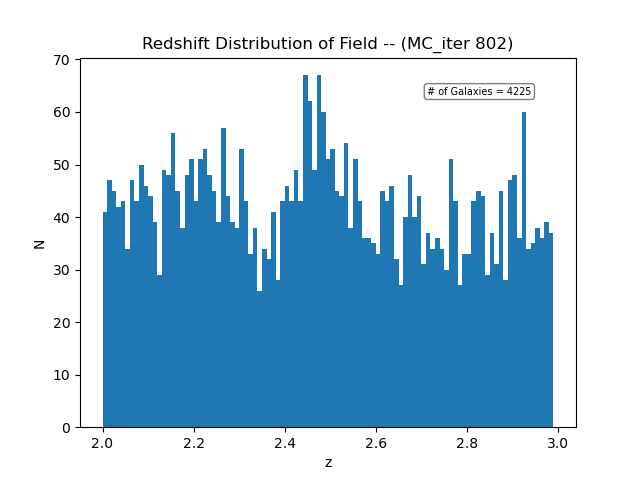 Redshift Distribution of Field -- (MC_iter 802)
# of Galaxies = 4225
70
60
50
40
30
20
10
0
N
2.0 2.2 2.4 2.6 2.8 3.0
z